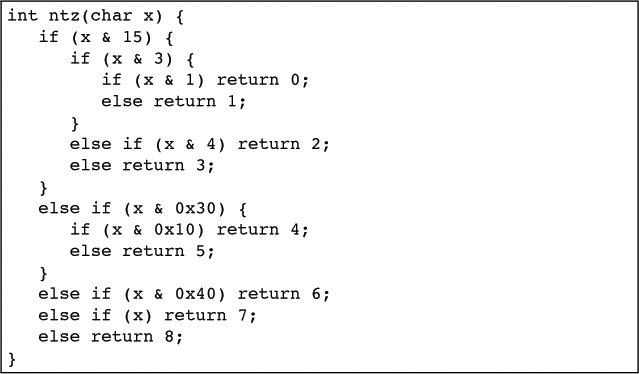 int ntz(char x) {
   if (x & 15) {
      if (x & 3) {
         if (x & 1) return 0;
         else return 1;
      }
      else if (x & 4) return 2;
      else return 3;
   }
   else if (x & 0x30) {
      if (x & 0x10) return 4;
      else return 5;
   }
   else if (x & 0x40) return 6;
   else if (x) return 7;
   else return 8;
}